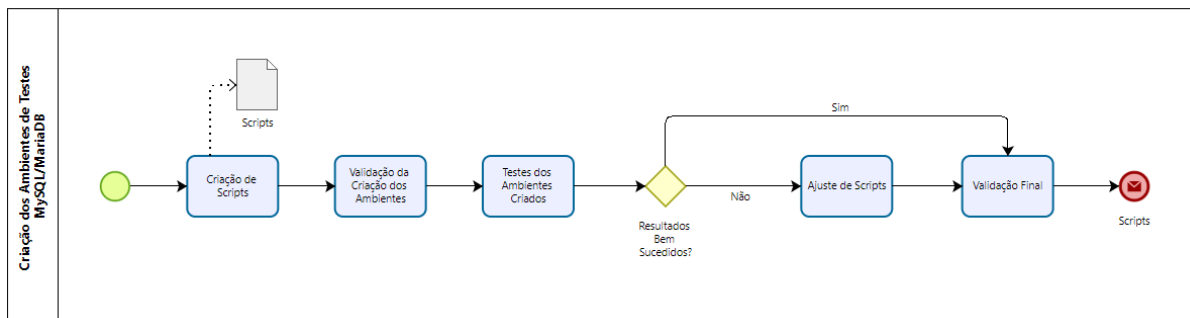 Criação dos Ambientes de Testes
MySQL/MariaDB
Scripts
Criação de
Scripts
Validação da
Criação dos
Ambientes
Testes dos
Ambientes
Criados
Resultados
Bem
Sucedidos?
Sim
Não
Ajuste de Scripts
Validação Final
Scripts